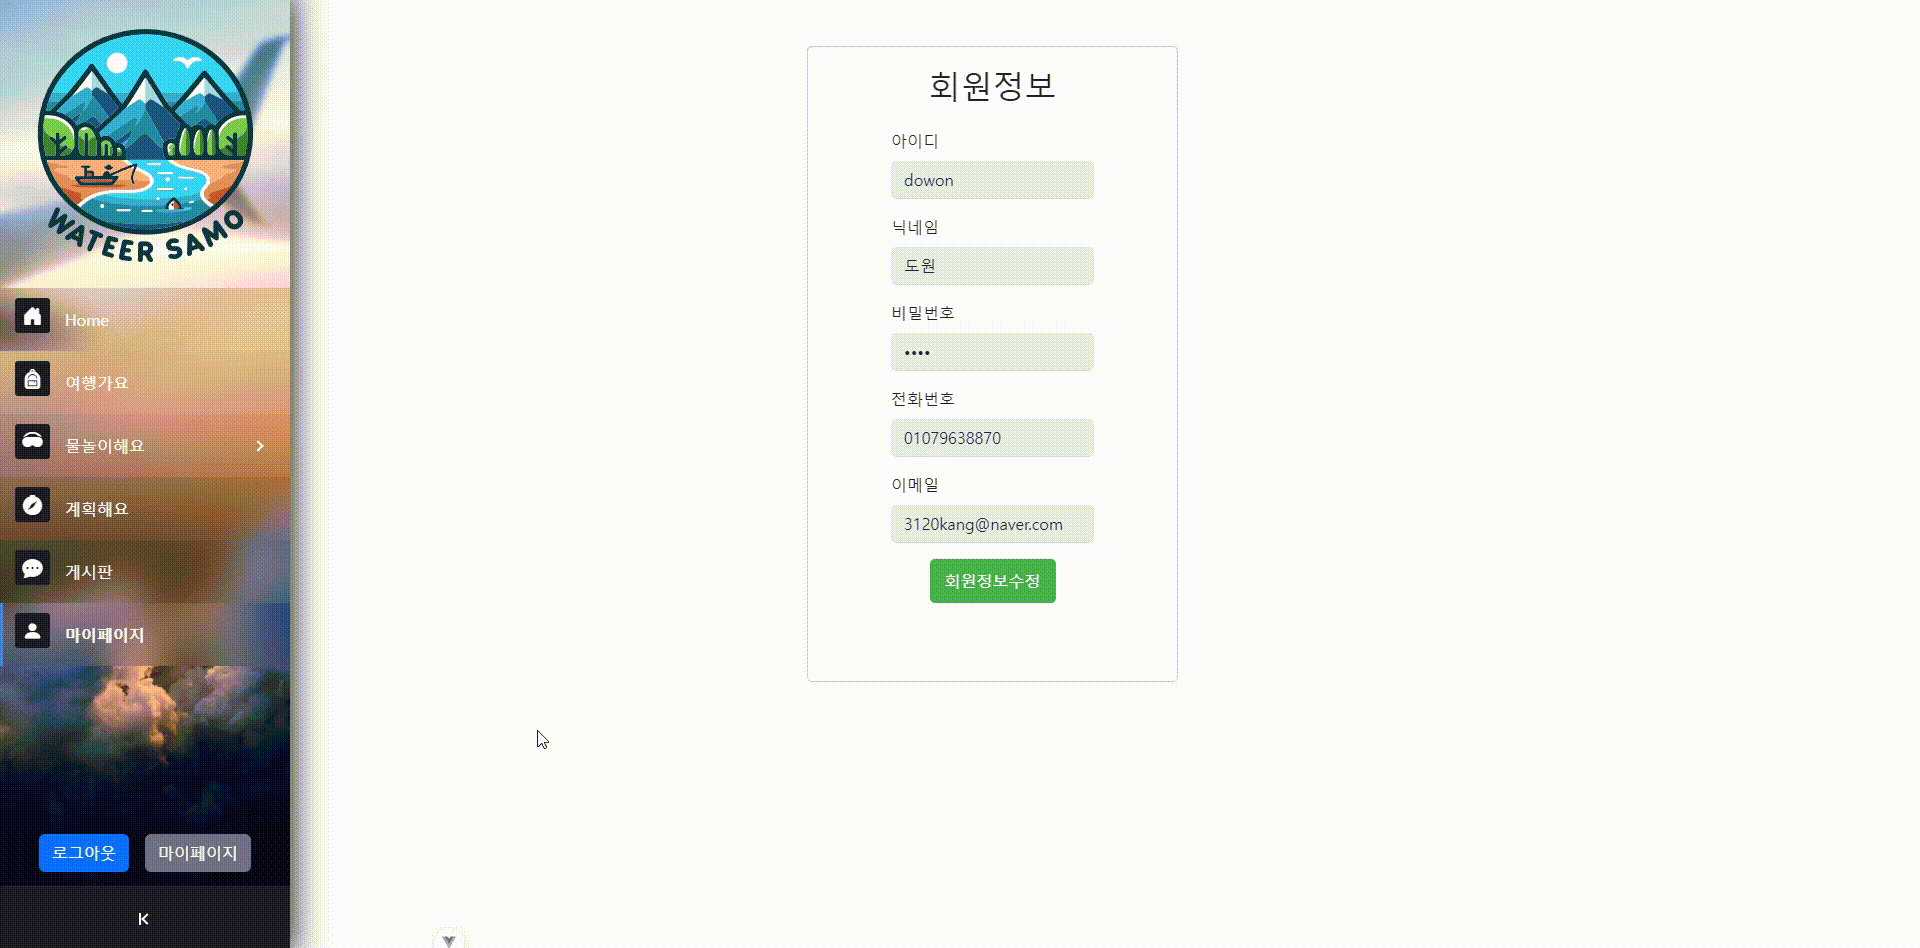 WATEER SAMO
Home
여행가요
물놀이해요
계획해요
게시판
마이페이지
로그아웃 마이페이지
회원정보
아이디
dowon
닉네임
도원
비밀번호
••••
전화번호
01079638870
이메일
3120kang@naver.com
회원정보수정